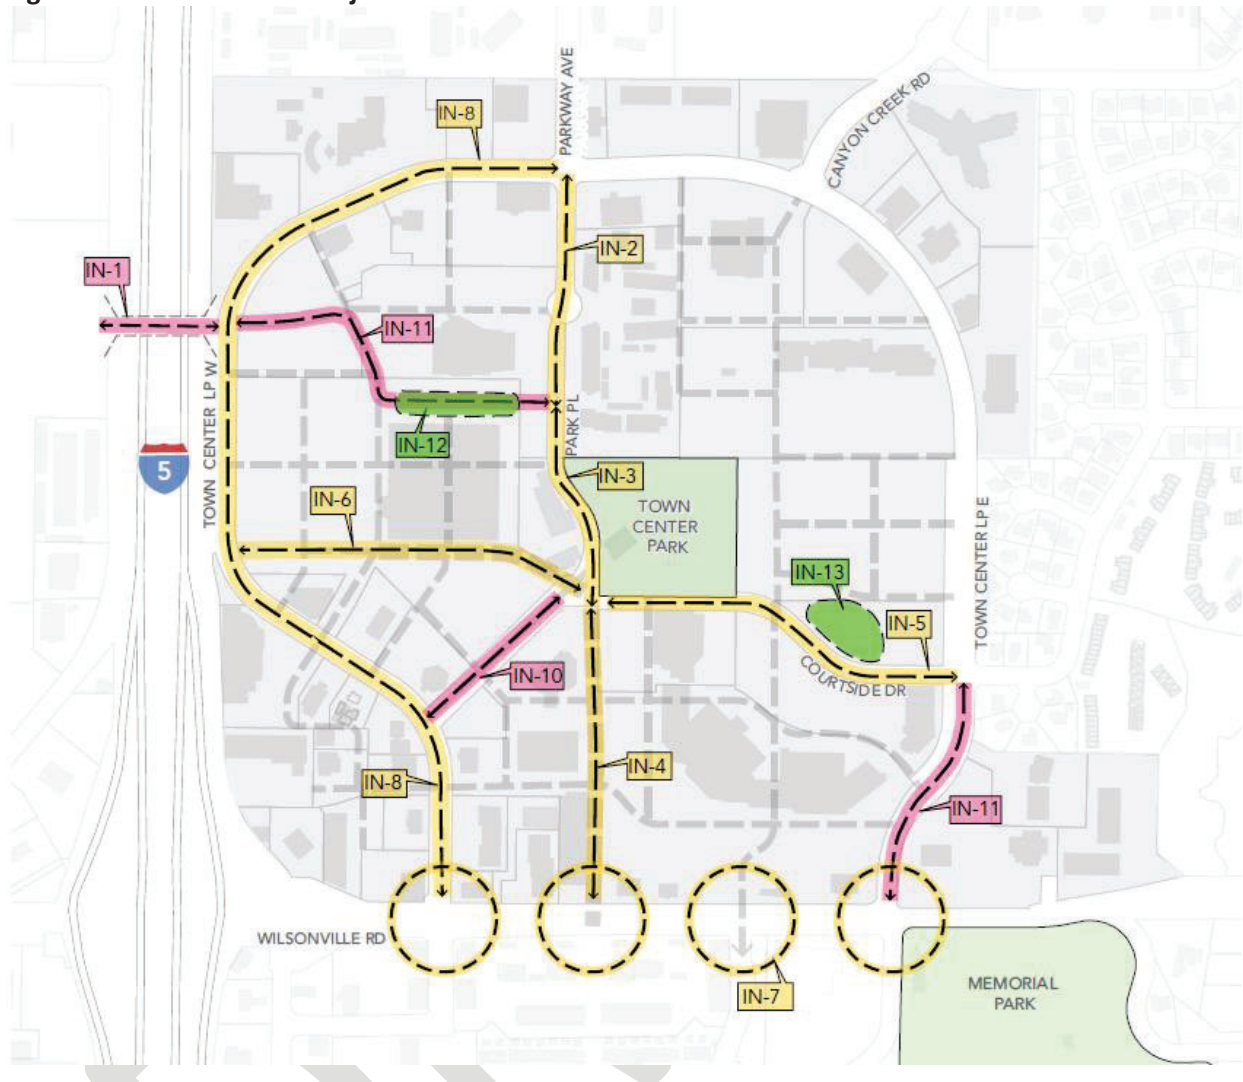 IN-8
PARKWAY AVE
CANYON CREEK RD
IN-2
IN-1
IN-11
TOWN CENTER LP W
IN-12
PARK PL
5
IN-3
IN-6
TOWN
CENTER
PARK
TOWN CENTER LP E
IN-13
IN-5
COURTSIDE DR
IN-10
IN-4
IN-8
IN-11
WILSONVILLE RD
IN-7
MEMORIAL
PARK